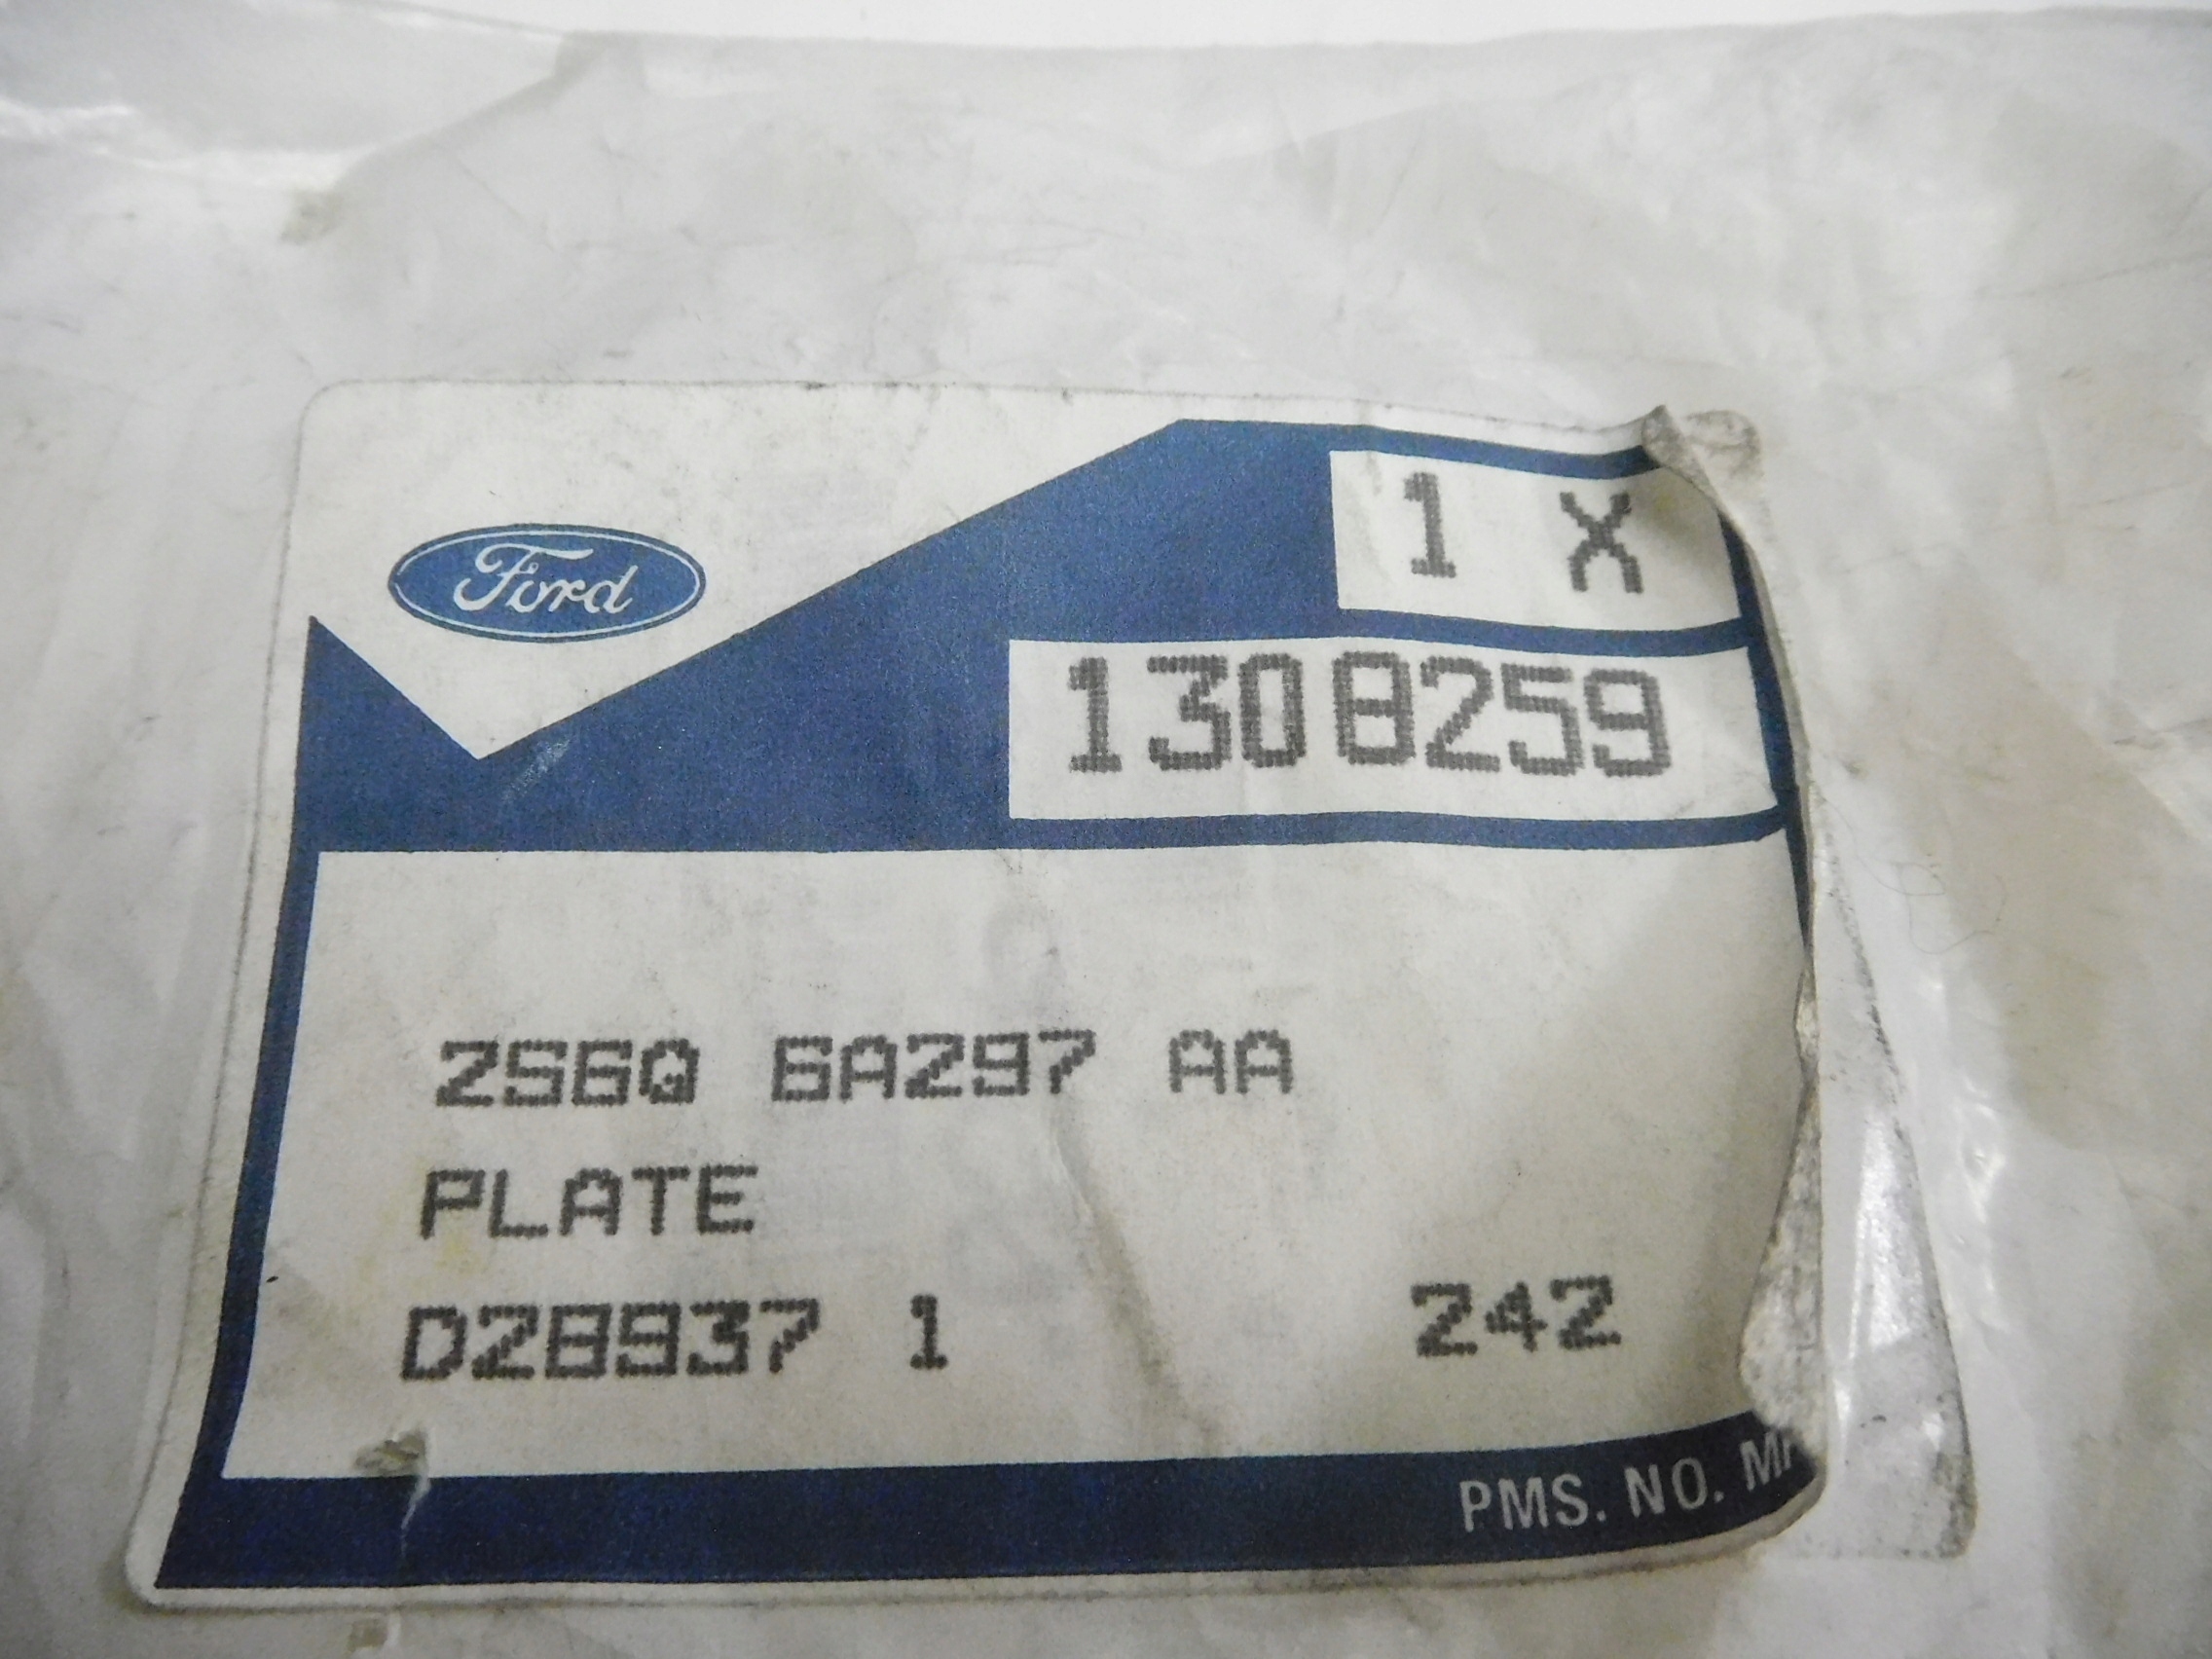 Ford
1 X
1308259
2S6Q 6A297 AA
PLATE
D28937 1 242
PMS. NO.